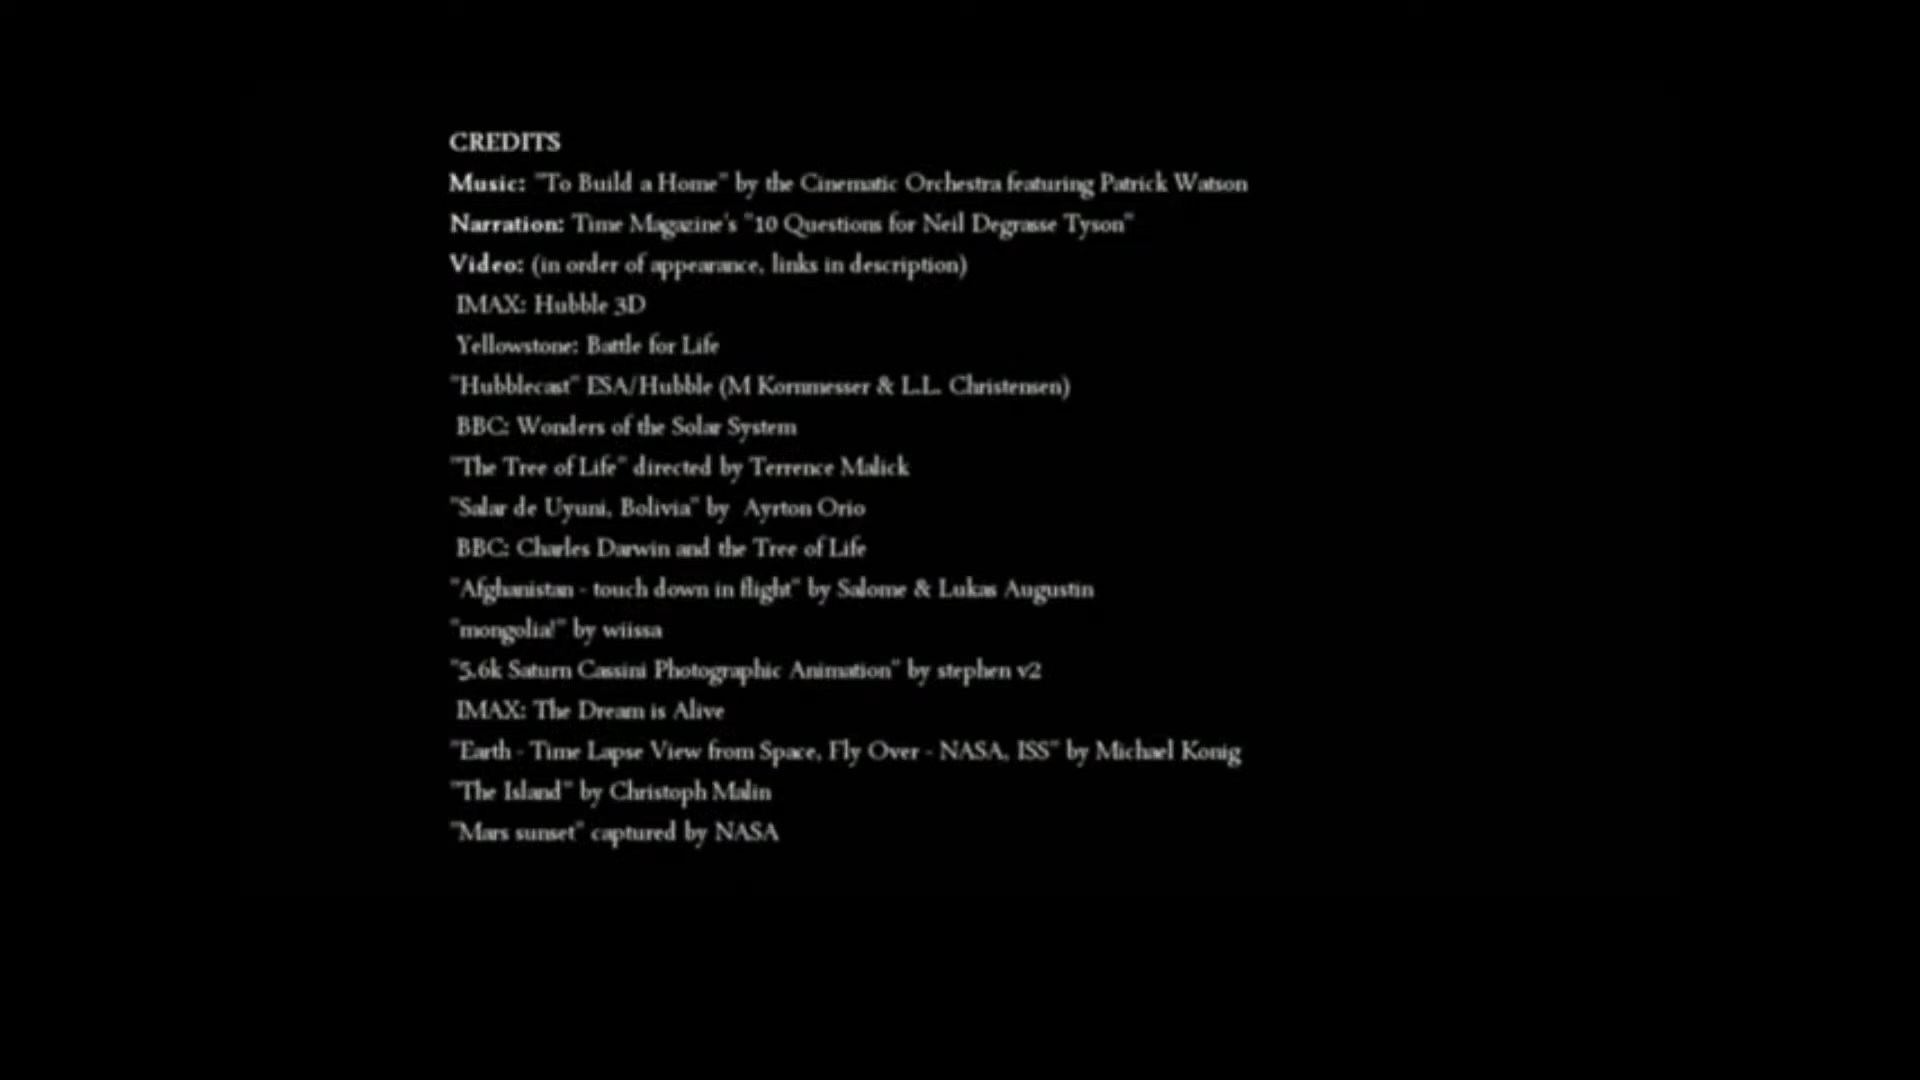 CREDITS
Music: "To Build a Home" by the Cinematic Orchestra featuring Patrick Watson
Narration: Time Magazine's "10 Questions for Neil Degrasse Tyson"
Video: (in order of appearance, links in description)
IMAX: Hubble 3D
Yellowstone: Battle for Life
"Hubblecast" ESA/Hubble (M Kornmesser & L.L. Christensen)
BBC: Wonders of the Solar System
"The Tree of Life" directed by Terrence Malick
"Salar de Uyuni, Bolivia" by Ayrton Orio
BBC: Charles Darwin and the Tree of Life
"Afghanistan - touch down in flight" by Salome & Lukas Augustin
"mongolia!" by wiissa
"5.6k Saturn Cassini Photographic Animation" by stephen v2
IMAX: The Dream is Alive
"Earth - Time Lapse View from Space, Fly Over - NASA, ISS" by Michael Konig
"The Island" by Christoph Malin
"Mars sunset" captured by NASA